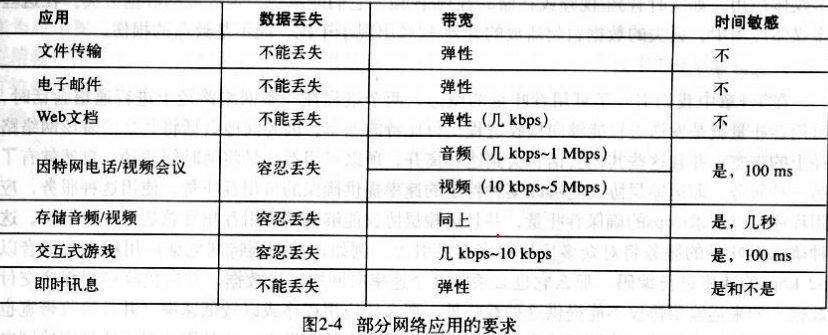 应用 数据丢失 带宽 时间敏感
文件传输 不能丢失 弹性 不
电子邮件 不能丢失 弹性 不
Web文档 不能丢失 弹性（几 kbps） 不
因特网电话/视频会议 容忍丢失 音频（几 kbps~1 Mbps） 是，100 ms
视频（10 kbps~5 Mbps）
存储音频/视频 容忍丢失 同上 是，几秒
交互式游戏 容忍丢失 几 kbps~10 kbps 是，100 ms
即时讯息 不能丢失 弹性 是和不是
图2-4 部分网络应用的要求